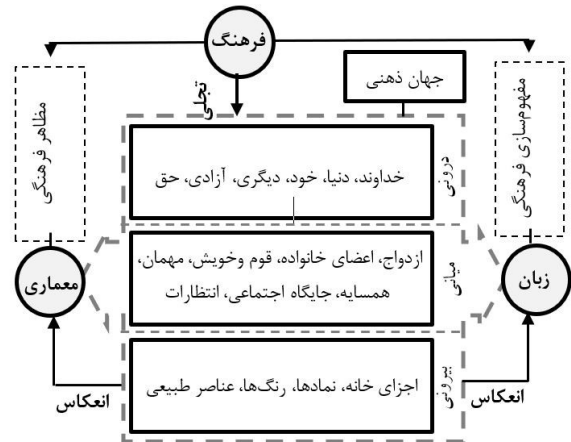 فرهنگ
تجلی
جهان ذهنی
مفهوم‌سازی فرهنگی
مظاهر فرهنگی
درونی
خداوند، دنیا، خود، دیگری، آزادی، حق
میانی
ازدواج، اعضای خانواده، قوم وخویش، مهمان،
همسایه، جایگاه اجتماعی، انتظارات
زبان
معماری
بیرونی
اجزای خانه، نمادها، رنگ‌ها، عناصر طبیعی
انعکاس
انعکاس